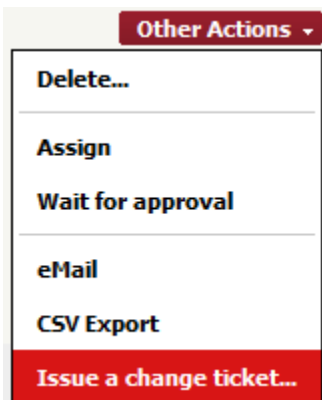 Other Actions
Delete...
Assign
Wait for approval
eMail
CSV Export
Issue a change ticket...